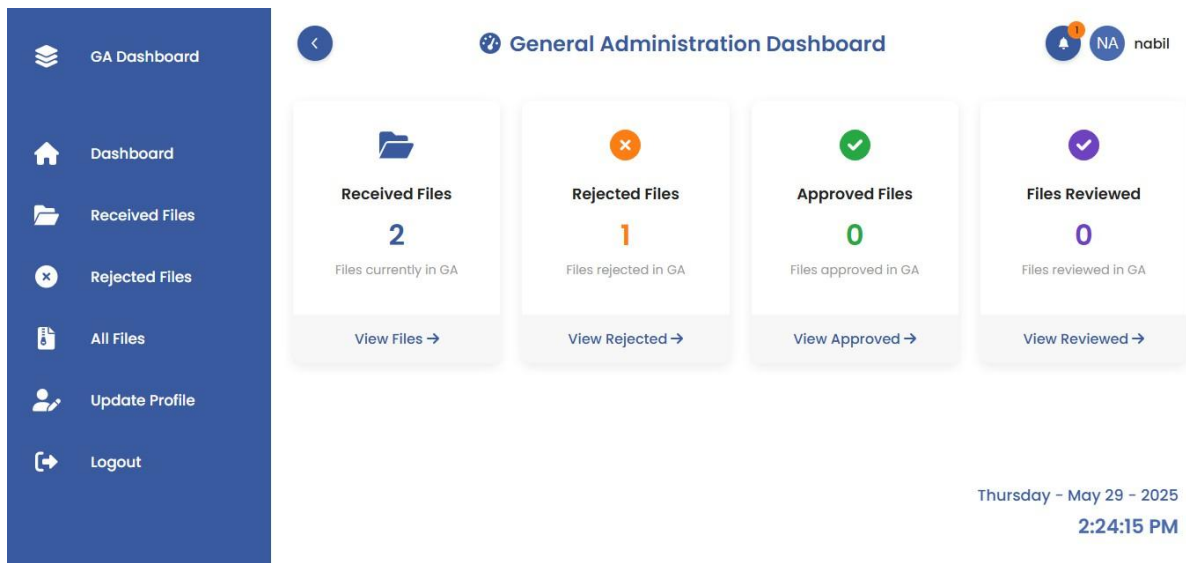 GA Dashboard
Dashboard
Received Files
Rejected Files
All Files
Update Profile
Logout
General Administration Dashboard
1
NA nabil
Received Files
2
Files currently in GA
View Files →
Rejected Files
1
Files rejected in GA
View Rejected →
Approved Files
0
Files approved in GA
View Approved →
Files Reviewed
0
Files reviewed in GA
View Reviewed →
Thursday - May 29 - 2025
2:24:15 PM